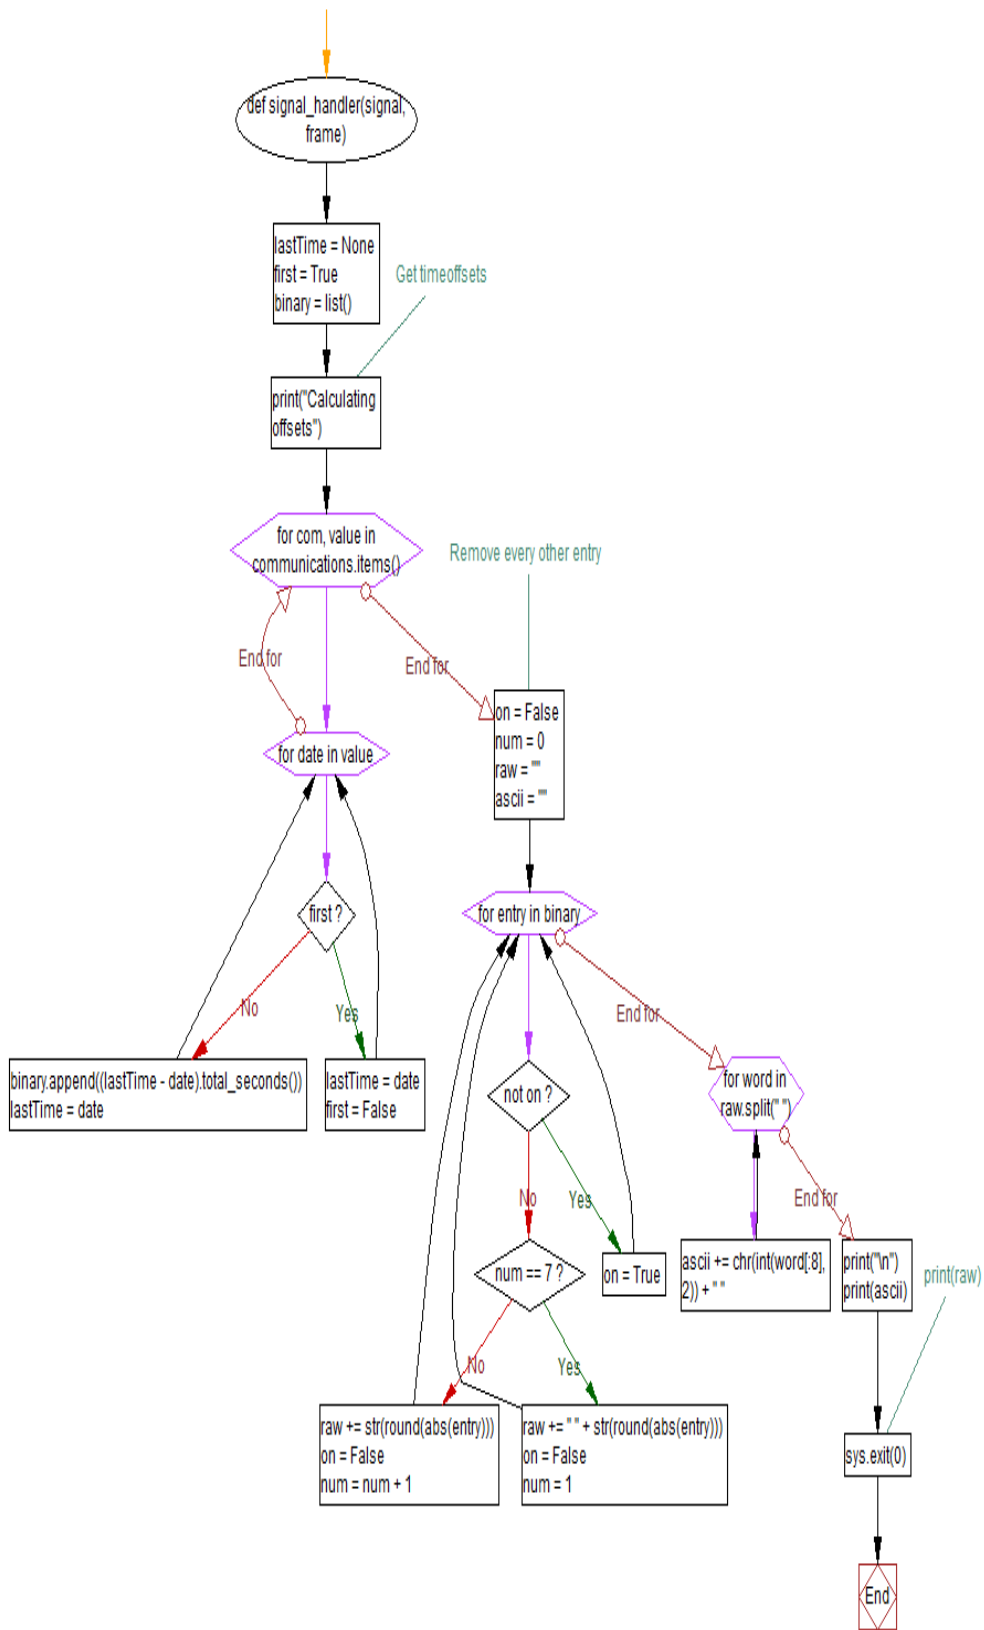 def signal_handler(signal,
frame)
lastTime = None
first = True
binary = list()
Get timeoffsets
print("Calculating
offsets")
for com, value in
communications.items()
Remove every other entry
End for
End for
on = False
num = 0
raw = ""
ascii = ""
for date in value
first ?
for entry in binary
No
Yes
End for
binary.append((lastTime - date).total_seconds())
lastTime = date
lastTime = date
first = False
not on ?
for word in
raw.split(" ")
No
Yes
End for
num == 7 ?
on = True
ascii += chr(int(word[:8],
2)) + " "
print("\n")
print(ascii)
print(raw)
No
Yes
raw += str(round(abs(entry)))
on = False
num = num + 1
raw += " " + str(round(abs(entry)))
on = False
num = 1
sys.exit(0)
End